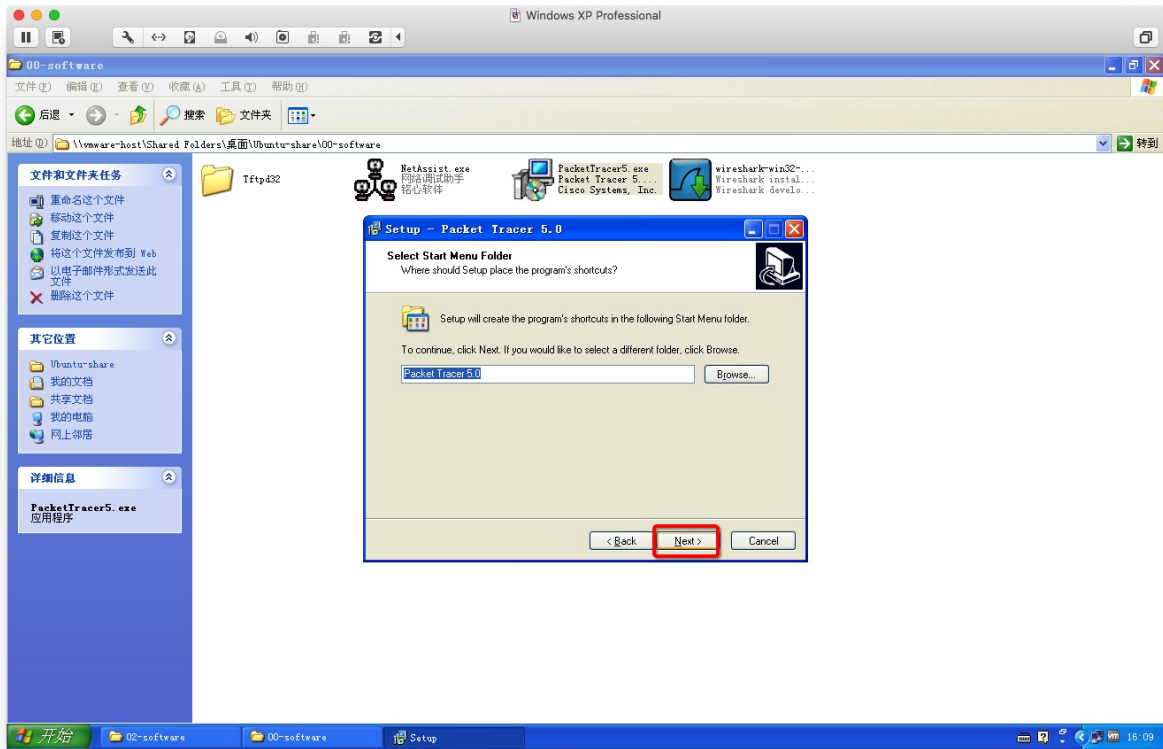 Windows XP Professional
00-software
文件(F) 编辑(E) 查看(V) 收藏(A) 工具(T) 帮助(H)
后退 搜索 文件夹
地址(D) \\vmware-host\Shared Folders\桌面\Ubuntu-share\00-software 转到
文件和文件夹任务
重命名这个文件
移动这个文件
复制这个文件
将这个文件发布到 Web
以电子邮件形式发送此
文件
删除这个文件
其它位置
Ubuntu-share
我的文档
共享文档
我的电脑
网上邻居
详细信息
PacketTracer5.exe
应用程序
Tftpd32
NetAssist.exe
网络调试助手
铭心软体
PacketTracer5.exe
Packet Tracer 5....
Cisco Systems, Inc.
wireshark-win32-...
Wireshark instal...
Wireshark develo...
Setup - Packet Tracer 5.0
Select Start Menu Folder
Where should Setup place the program's shortcuts?
Setup will create the program's shortcuts in the following Start Menu folder.
To continue, click Next. If you would like to select a different folder, click Browse.
Packet Tracer 5.0 Browse...
< Back Next > Cancel
开始 02-software 00-software Setup 16:09